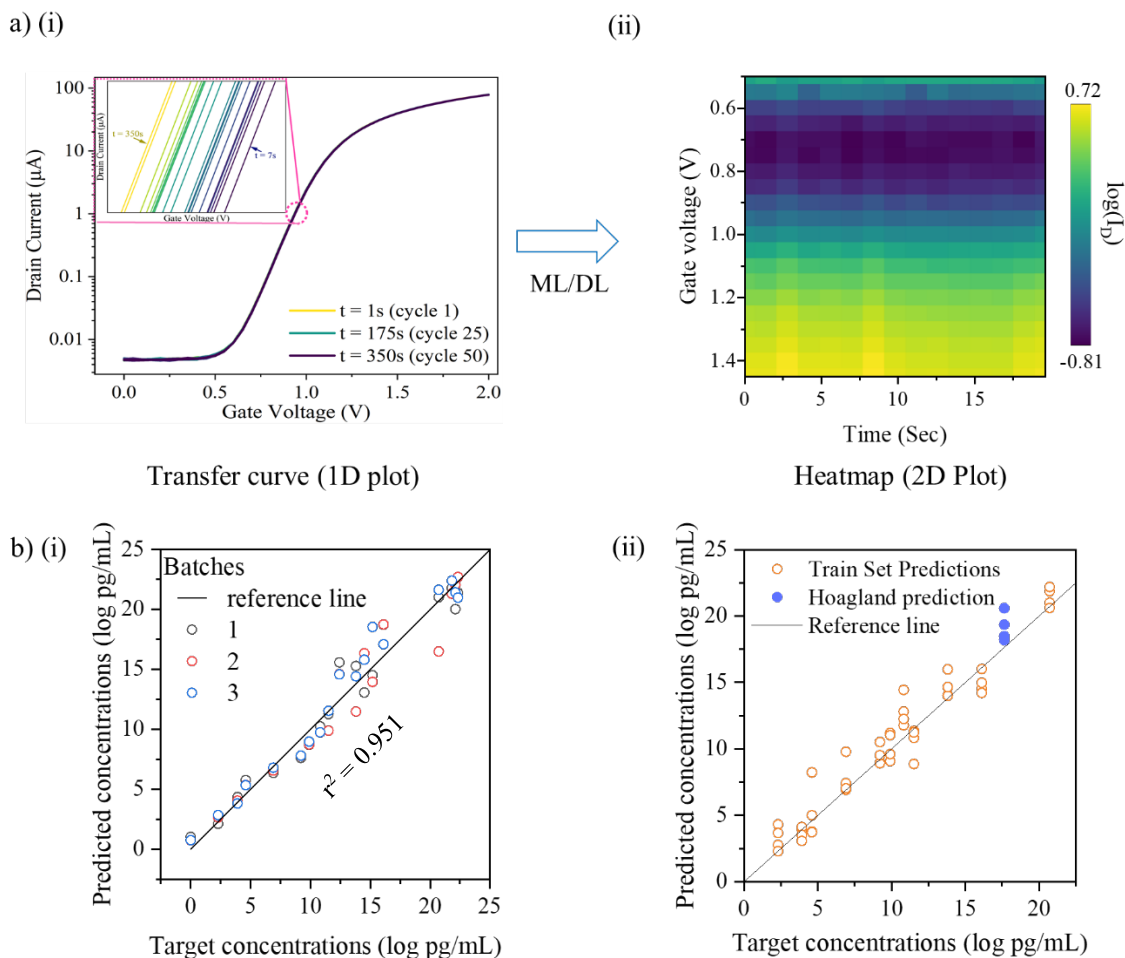 a) (i)
(ii)
100
10
1
0.1
0.01
Drain Current (μA)
0.0
0.5
1.0
1.5
2.0
Gate Voltage (V)
Drain Current (μA)
Gate Voltage (V)
t = 350s
t = 7s
t = 1s (cycle 1)
t = 175s (cycle 25)
t = 350s (cycle 50)
Transfer curve (1D plot)
ML/DL
0.6
0.8
1.0
1.2
1.4
Gate voltage (V)
0
5
10
15
Time (Sec)
0.72
log(I_D)
-0.81
Heatmap (2D Plot)
b) (i)
25
20
15
10
5
0
Predicted concentrations (log pg/mL)
Batches
reference line
1
2
3
r² = 0.951
0
5
10
15
20
25
Target concentrations (log pg/mL)
(ii)
25
20
15
10
5
0
Predicted concentrations (log pg/mL)
Train Set Predictions
Hoagland prediction
Reference line
0
5
10
15
20
Target concentrations (log pg/mL)